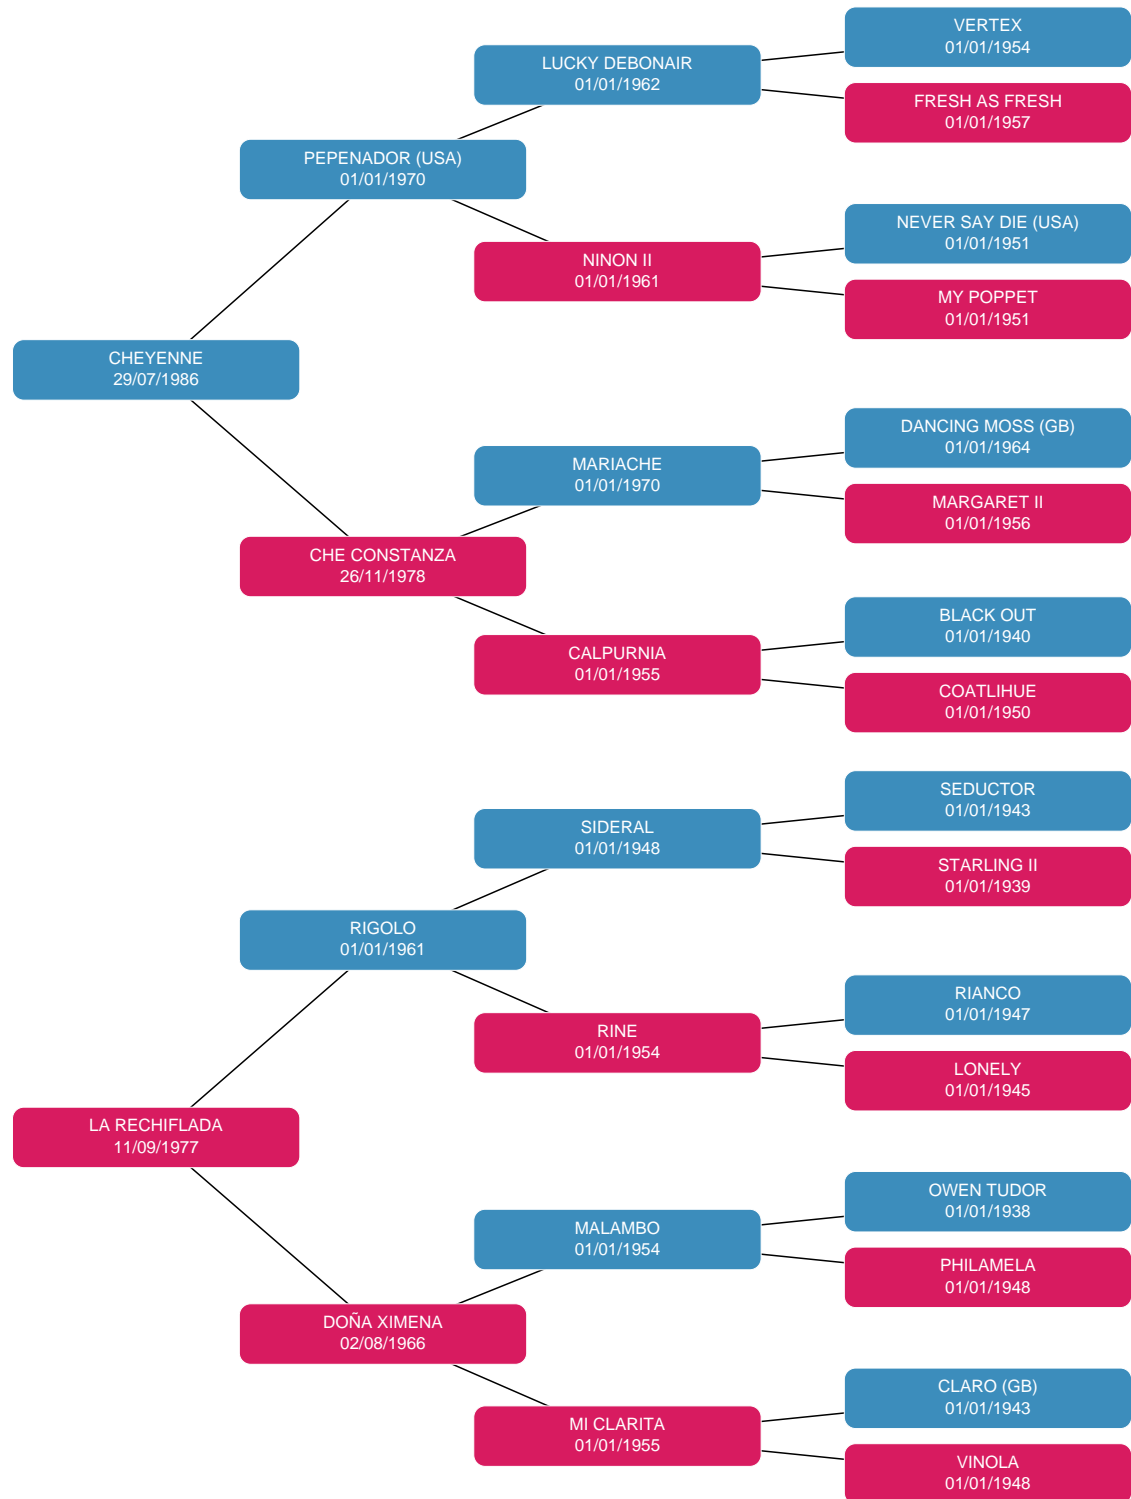 VERTEX
01/01/1954
LUCKY DEBONAIR
01/01/1962
FRESH AS FRESH
01/01/1957
PEPENADOR (USA)
01/01/1970
NEVER SAY DIE (USA)
01/01/1951
NINON II
01/01/1961
MY POPPET
01/01/1951
CHEYENNE
29/07/1986
DANCING MOSS (GB)
01/01/1964
MARIACHE
01/01/1970
MARGARET II
01/01/1956
CHE CONSTANZA
26/11/1978
BLACK OUT
01/01/1940
CALPURNIA
01/01/1955
COATLIHUE
01/01/1950
SEDUCTOR
01/01/1943
SIDERAL
01/01/1948
STARLING II
01/01/1939
RIGOLO
01/01/1961
RIANCO
01/01/1947
RINE
01/01/1954
LONELY
01/01/1945
LA RECHIFLADA
11/09/1977
OWEN TUDOR
01/01/1938
MALAMBO
01/01/1954
PHILAMELA
01/01/1948
DOÑA XIMENA
02/08/1966
CLARO (GB)
01/01/1943
MI CLARITA
01/01/1955
VINOLA
01/01/1948